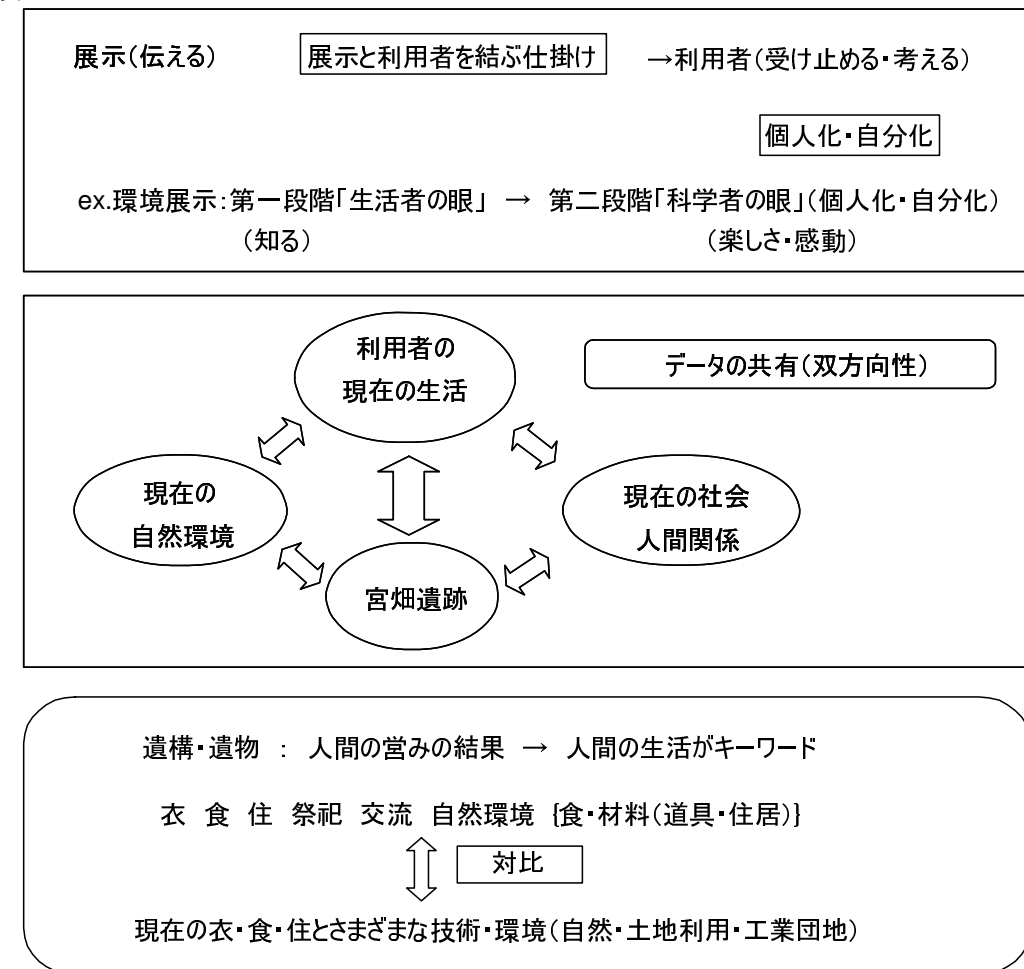 展示(伝える) 展示と利用者を結ぶ仕掛け →利用者(受け止める・考える)
個人化・自分化
ex.環境展示:第一段階「生活者の眼」 → 第二段階「科学者の眼」(個人化・自分化)
(知る) (楽しさ・感動)
利用者の
現在の生活
データの共有(双方向性)
現在の
自然環境
現在の社会
人間関係
宮畑遺跡
遺構・遺物 : 人間の営みの結果 → 人間の生活がキーワード
衣 食 住 祭祀 交流 自然環境 {食・材料(道具・住居)}
対比
現在の衣・食・住とさまざまな技術・環境(自然・土地利用・工業団地)